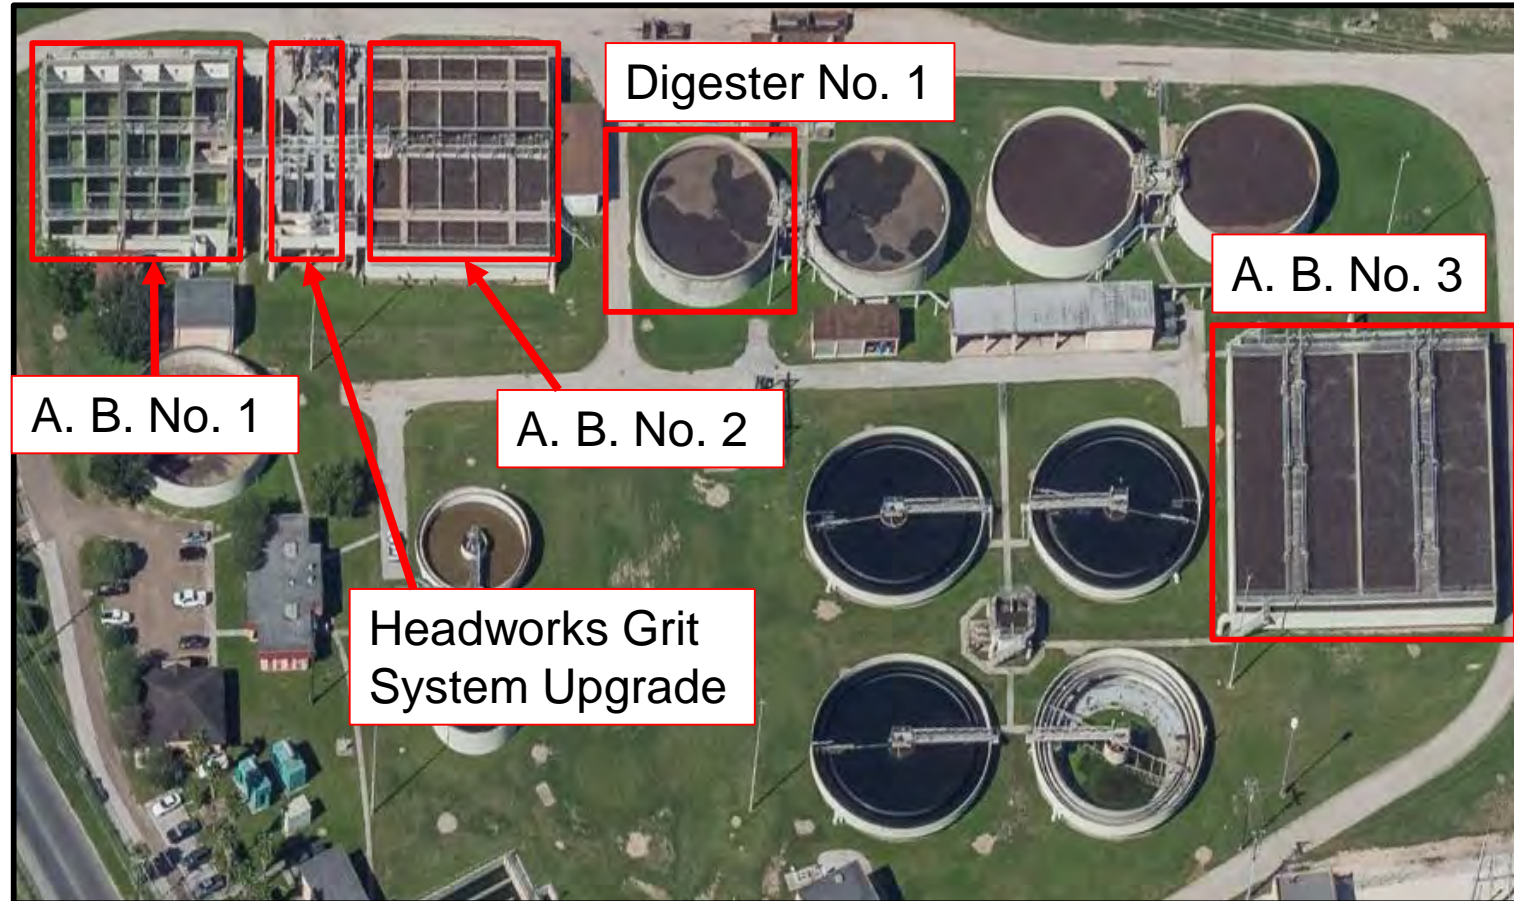 Digester No. 1
A. B. No. 3
A. B. No. 1
A. B. No. 2
Headworks Grit
System Upgrade